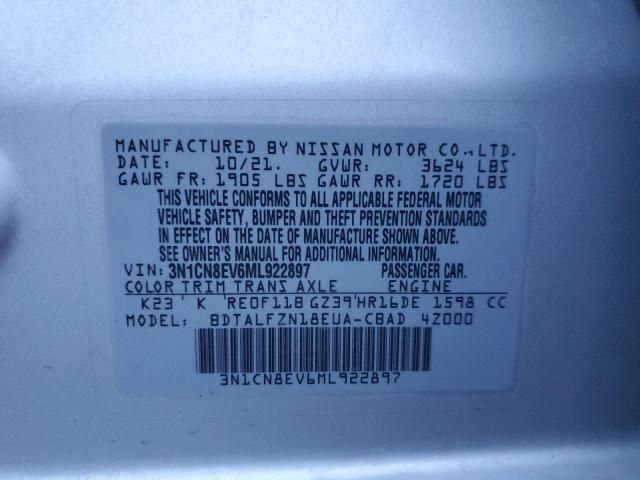 MANUFACTURED BY NISSAN MOTOR CO., LTD.
DATE: 10/21. GVWR: 3624 LBS
GAWR FR: 1905 LBS GAWR RR: 1720 LBS
THIS VEHICLE CONFORMS TO ALL APPLICABLE FEDERAL MOTOR
VEHICLE SAFETY, BUMPER AND THEFT PREVENTION STANDARDS
IN EFFECT ON THE DATE OF MANUFACTURE SHOWN ABOVE.
SEE OWNER'S MANUAL FOR ADDITIONAL INFORMATION.
VIN: 3N1CN8EV6ML922897 PASSENGER CAR.
COLOR TRIM TRANS AXLE ENGINE
K23' K 'RE0F11B GZ39'HR16DE 1598 CC
MODEL: BDTALFZN18EUA-CBAD 4Z000
3N1CN8EV6ML922897